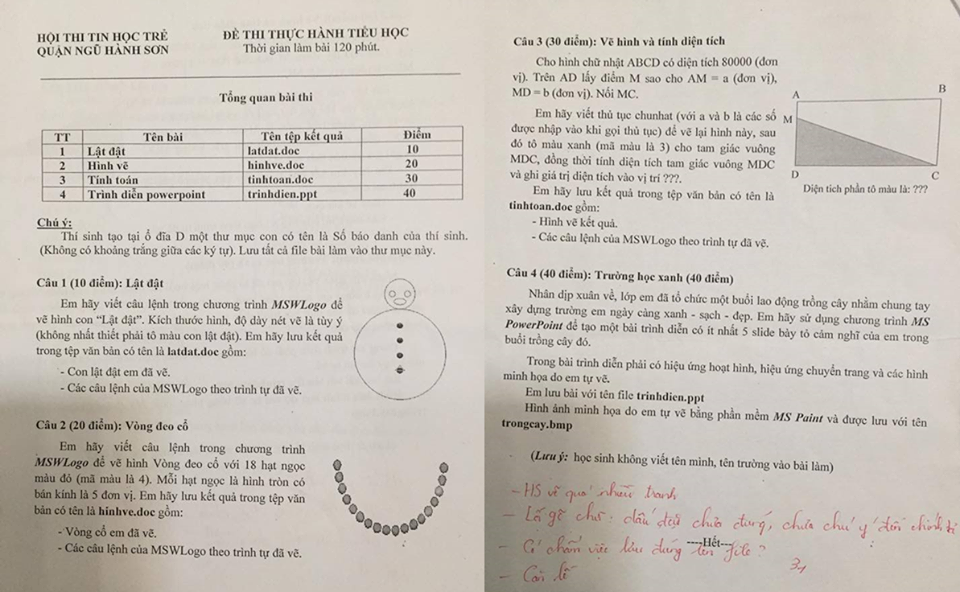 HỘI THI TIN HỌC TRẺ
QUẬN NGŨ HÀNH SƠN
ĐỀ THI THỰC HÀNH TIỂU HỌC
Thời gian làm bài 120 phút.
Tổng quan bài thi
TT Tên bài Tên tệp kết quả Điểm
1 Lật đật latdat.doc 10
2 Hình vẽ hinhve.doc 20
3 Tính toán tinhtoan.doc 30
4 Trình diễn powerpoint trinhdien.ppt 40
Chú ý:
Thí sinh tạo tại ổ đĩa D một thư mục con có tên là Số báo danh của thí sinh.
(Không có khoảng trắng giữa các ký tự). Lưu tất cả file bài làm vào thư mục này.
Câu 1 (10 điểm): Lật đật
Em hãy viết câu lệnh trong chương trình MSWLogo để
vẽ hình con “Lật đật”. Kích thước hình, độ dày nét vẽ là tùy ý
(không nhất thiết phải tô màu con lật đật). Em hãy lưu kết quả
trong tệp văn bản có tên là latdat.doc gồm:
- Con lật đật em đã vẽ.
- Các câu lệnh của MSWLogo theo trình tự đã vẽ.
Câu 2 (20 điểm): Vòng đeo cổ
Em hãy viết câu lệnh trong chương trình
MSWLogo để vẽ hình Vòng đeo cổ với 18 hạt ngọc
màu đỏ (mã màu là 4). Mỗi hạt ngọc là hình tròn có
bán kính là 5 đơn vị. Em hãy lưu kết quả trong tệp văn
bản có tên là hinhve.doc gồm:
- Vòng cổ em đã vẽ.
- Các câu lệnh của MSWLogo theo trình tự đã vẽ.
Câu 3 (30 điểm): Vẽ hình và tính diện tích
Cho hình chữ nhật ABCD có diện tích 80000 (đơn
vị). Trên AD lấy điểm M sao cho AM = a (đơn vị),
MD = b (đơn vị). Nối MC.
Em hãy viết thủ tục chunhat (với a và b là các số
được nhập vào khi gọi thủ tục) để vẽ lại hình này, sau
đó tô màu xanh (mã màu là 3) cho tam giác vuông
MDC, đồng thời tính diện tích tam giác vuông MDC
và ghi giá trị diện tích vào vị trí ???.
Em hãy lưu kết quả trong tệp văn bản có tên là
tinhtoan.doc gồm:
- Hình vẽ kết quả.
- Các câu lệnh của MSWLogo theo trình tự đã vẽ.
A
B
M
D
C
Diện tích phần tô màu là: ???
Câu 4 (40 điểm): Trường học xanh (40 điểm)
Nhân dịp xuân về, lớp em đã tổ chức một buổi lao động trồng cây nhằm chung tay
xây dựng trường em ngày càng xanh - sạch - đẹp. Em hãy sử dụng chương trình MS
PowerPoint để tạo một bài trình diễn có ít nhất 5 slide bày tỏ cảm nghĩ của em trong
buổi trồng cây đó.
Trong bài trình diễn phải có hiệu ứng hoạt hình, hiệu ứng chuyển trang và các hình
minh họa do em tự vẽ.
Em lưu bài với tên file trinhdien.ppt
Hình ảnh minh họa do em tự vẽ bằng phần mềm MS Paint và được lưu với tên
trongcay.bmp
(Lưu ý: học sinh không viết tên mình, tên trường vào bài làm)
- HS vẽ quá nhiều tranh
- Lỗi gõ chữ: dấu đặt chưa đúng, chưa chú ý đến chính tả
----Hết---
- Có chấm việc lưu đúng tên file?
- Căn lề